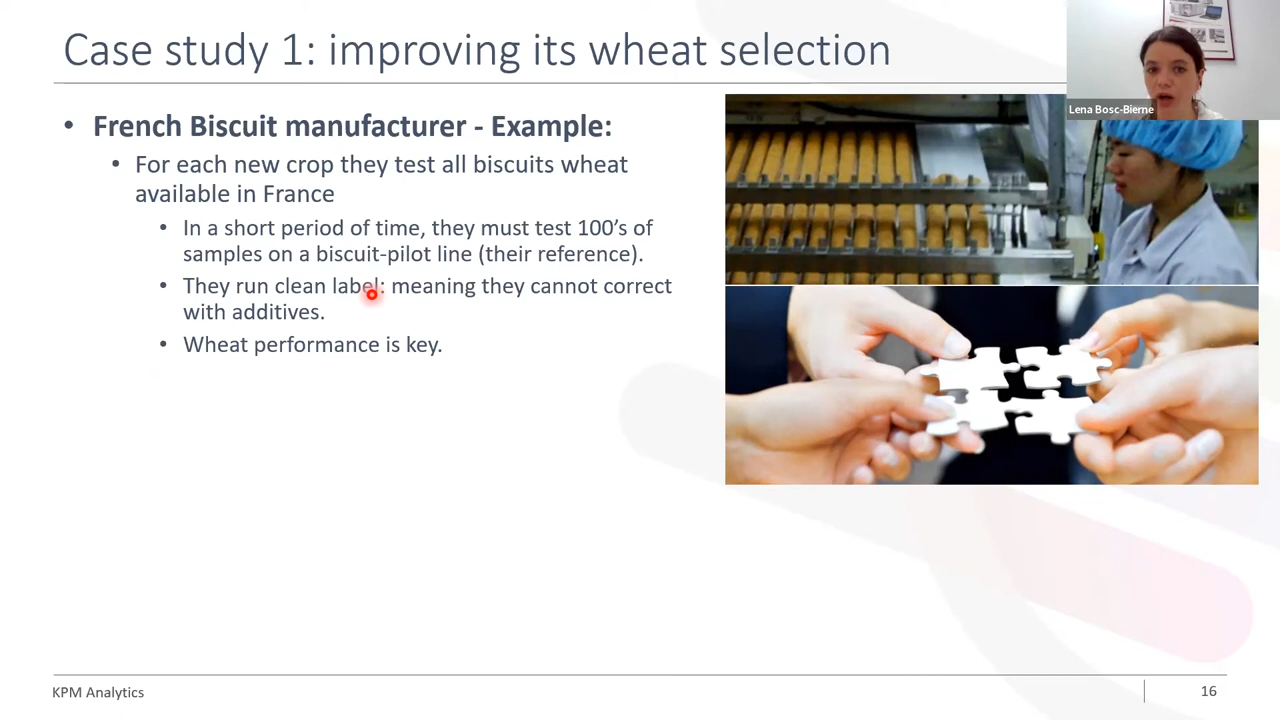 Case study 1: improving its wheat selection
Lena Bosc-Bierne
• French Biscuit manufacturer - Example:
• For each new crop they test all biscuits wheat
available in France
• In a short period of time, they must test 100's of
samples on a biscuit-pilot line (their reference).
• They run clean label: meaning they cannot correct
with additives.
• Wheat performance is key.
KPM Analytics
16